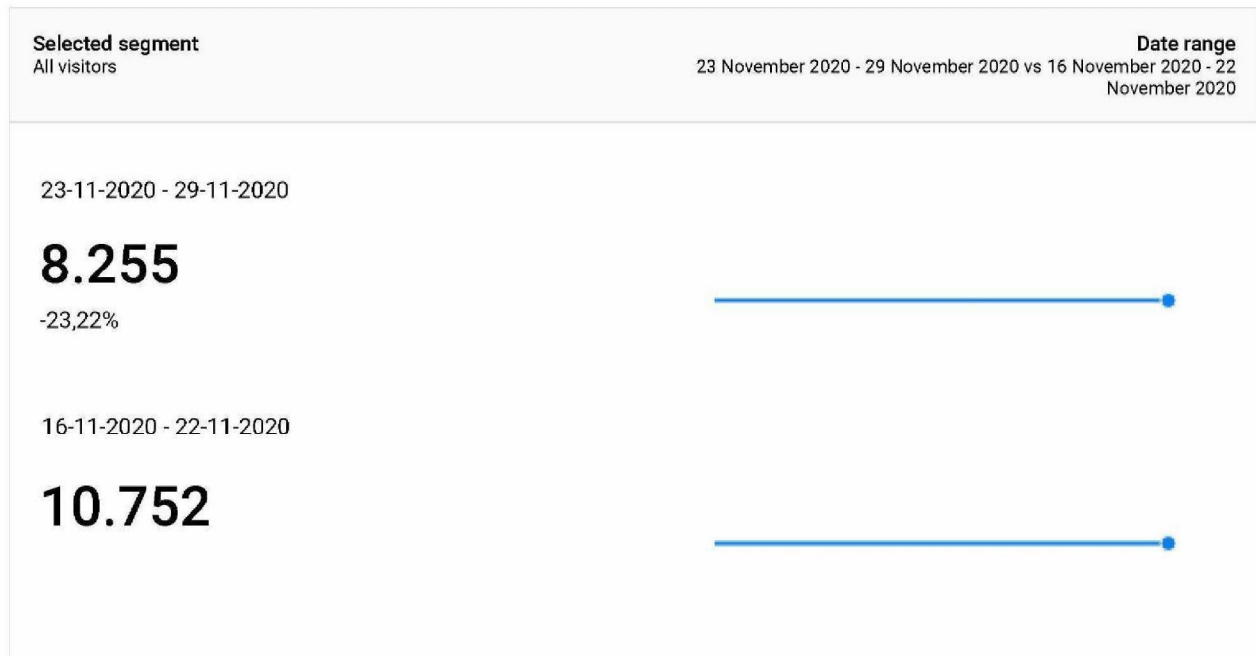 Selected segment
All visitors
Date range
23 November 2020 - 29 November 2020 vs 16 November 2020 - 22
November 2020
23-11-2020 - 29-11-2020
8.255
-23,22%
16-11-2020 - 22-11-2020
10.752